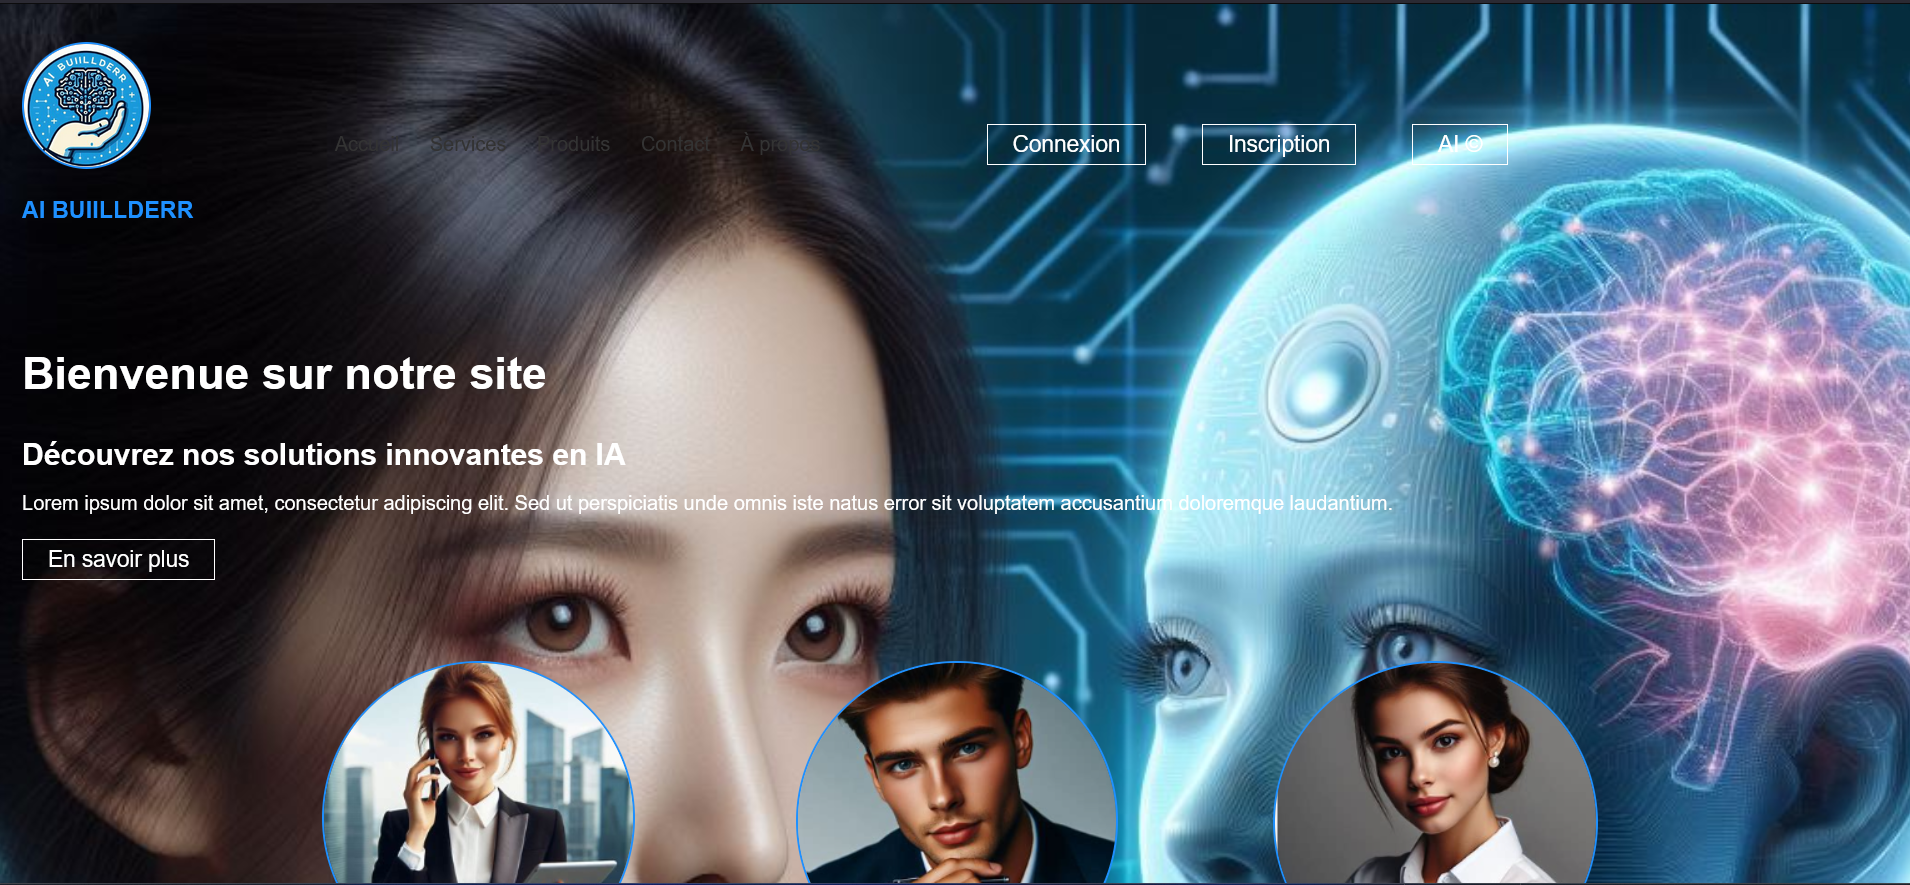 AI BUIILLDERR
Accueil Services Produits Contact À propos
Connexion
Inscription
AI ©
AI BUIILLDERR
Bienvenue sur notre site
Découvrez nos solutions innovantes en IA
Lorem ipsum dolor sit amet, consectetur adipiscing elit. Sed ut perspiciatis unde omnis iste natus error sit voluptatem accusantium doloremque laudantium.
En savoir plus